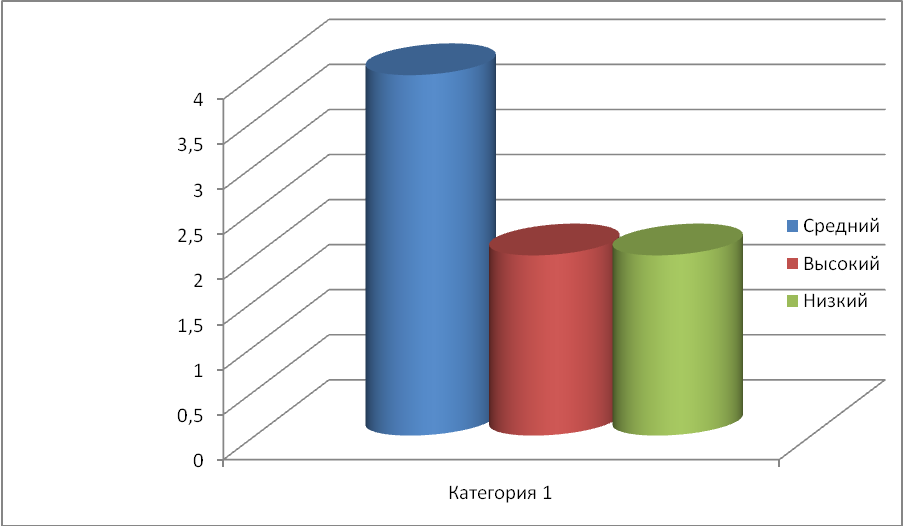 4
3,5
3
2,5
2
1,5
1
0,5
0
Категория 1
Средний
Высокий
Низкий